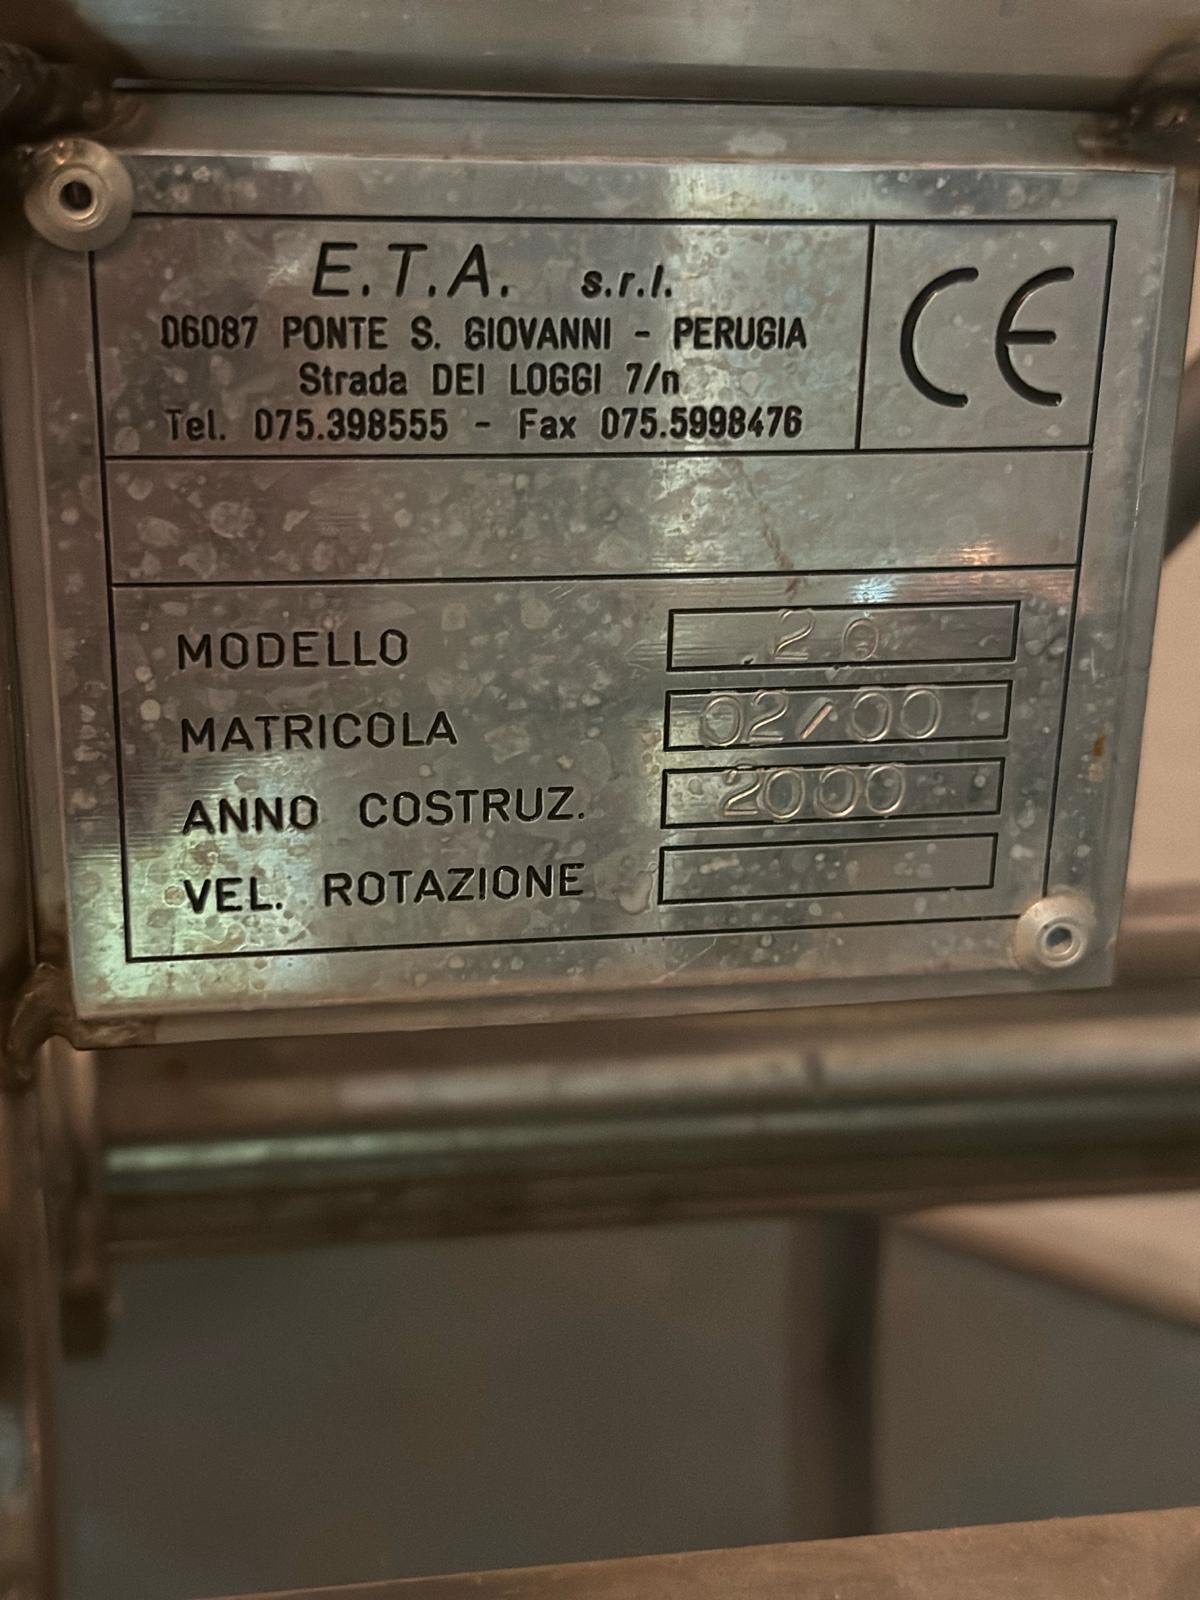 E.T.A. s.r.l.
06087 PONTE S. GIOVANNI - PERUGIA
Strada DEI LOGGI 7/n
Tel. 075.398555 - Fax 075.5998476
CE
MODELLO
MATRICOLA 02/00
ANNO COSTRUZ. 2000
VEL. ROTAZIONE